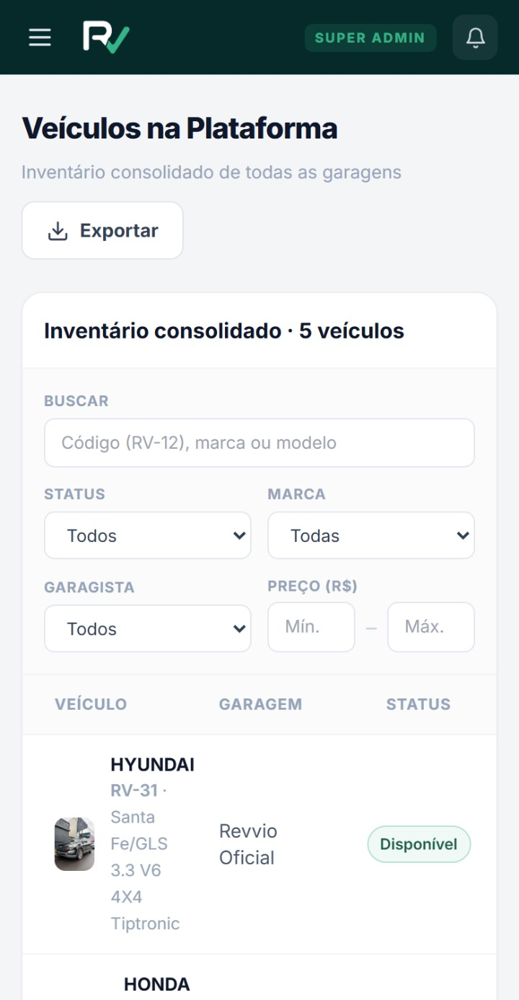 RV
SUPER ADMIN
Veículos na Plataforma
Inventário consolidado de todas as garagens
Exportar
Inventário consolidado · 5 veículos
BUSCAR
Código (RV-12), marca ou modelo
STATUS MARCA
Todos Todas
GARAGISTA PREÇO (R$)
Todos Mín. – Máx.
VEÍCULO GARAGEM STATUS
HYUNDAI
RV-31 ·
Santa
Fe/GLS
3.3 V6
4X4
Tiptronic
Revvio
Oficial
Disponível
HONDA